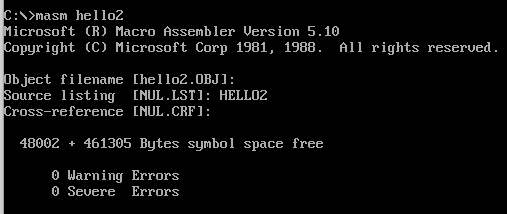 C:\>masm hello2
Microsoft (R) Macro Assembler Version 5.10
Copyright (C) Microsoft Corp 1981, 1988.  All rights reserved.
Object filename [hello2.OBJ]:
Source listing  [NUL.LST]: HELLO2
Cross-reference [NUL.CRF]:
48002 + 461305 Bytes symbol space free
0 Warning Errors
0 Severe  Errors